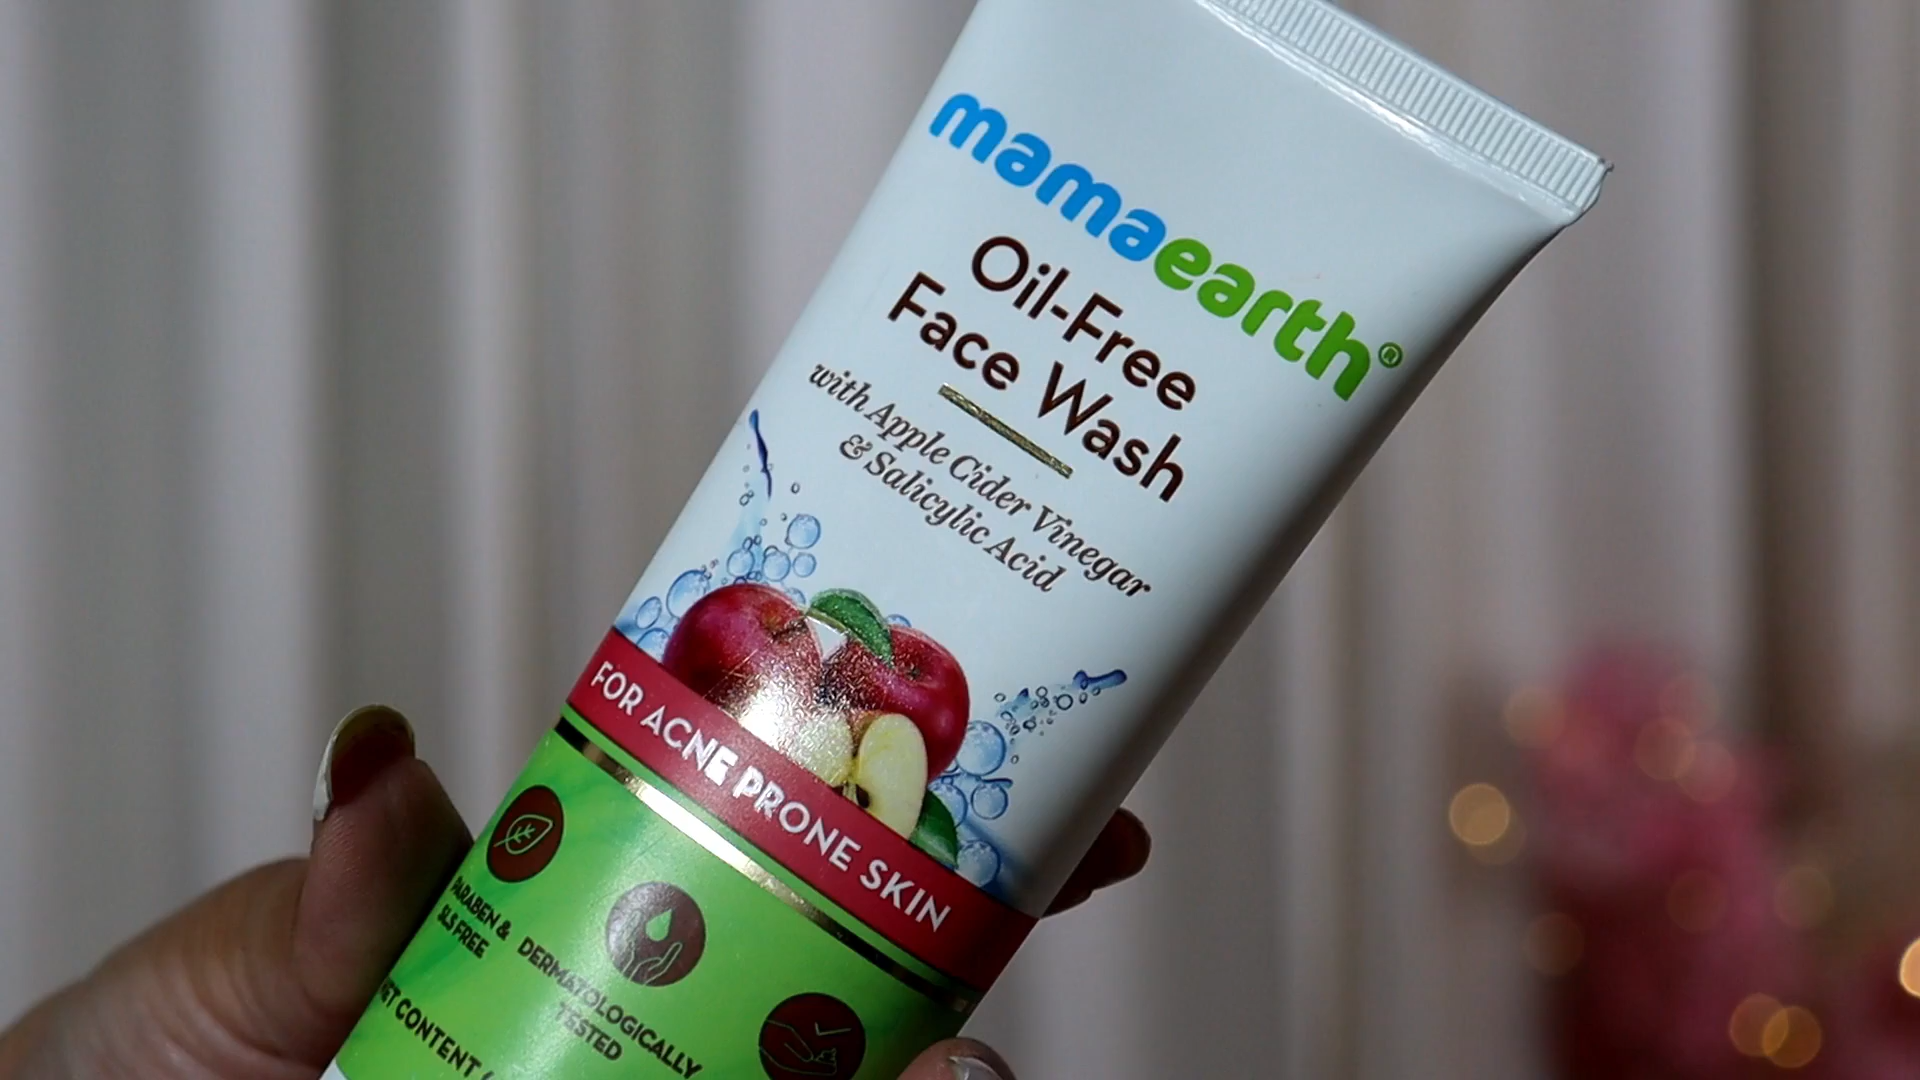 mamaearth®
Oil-Free
Face Wash
with Apple Cider Vinegar
& Salicylic Acid
FOR ACNE PRONE SKIN
PARABEN &
SLS FREE
DERMATOLOGICALLY
TESTED
CONTENT